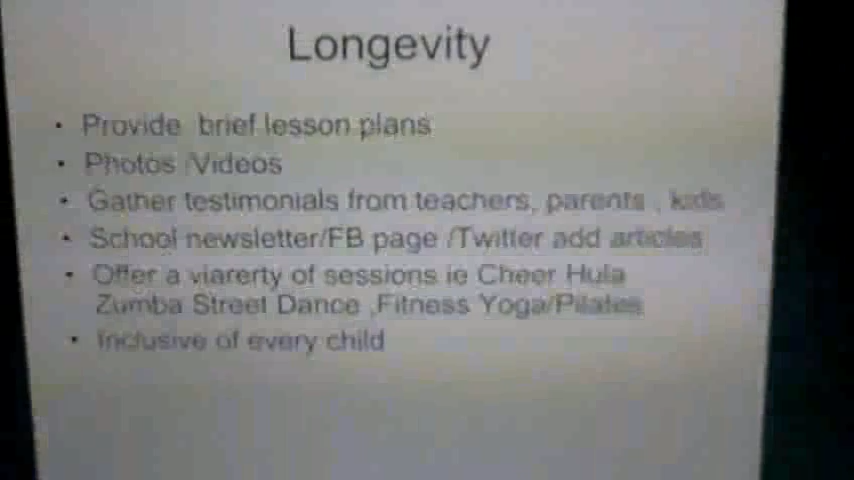 Longevity
• Provide brief lesson plans
• Photos /Videos
• Gather testimonials from teachers, parents , kids
• School newsletter/FB page /Twitter add articles
• Offer a viarerty of sessions ie Cheer Hula
Zumba Street Dance ,Fitness Yoga/Pilates
• Inclusive of every child